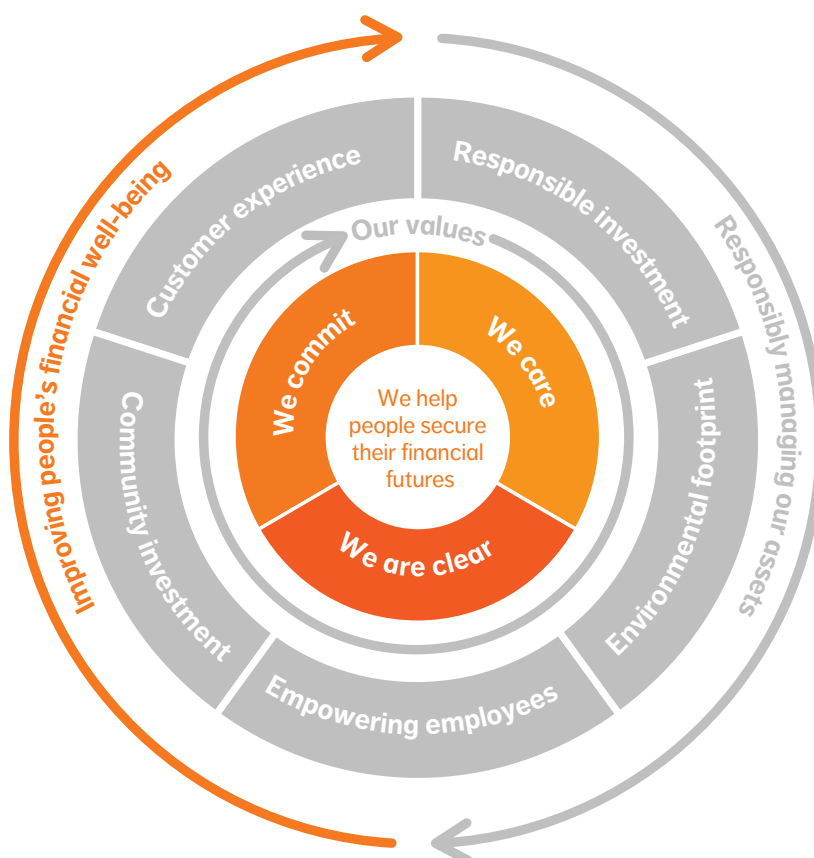 Improving people's financial well-being
Responsibly managing our assets
Customer experience
Responsible investment
Environmental footprint
Empowering employees
Community investment
Our values
We commit
We care
We are clear
We help
people secure
their financial
futures